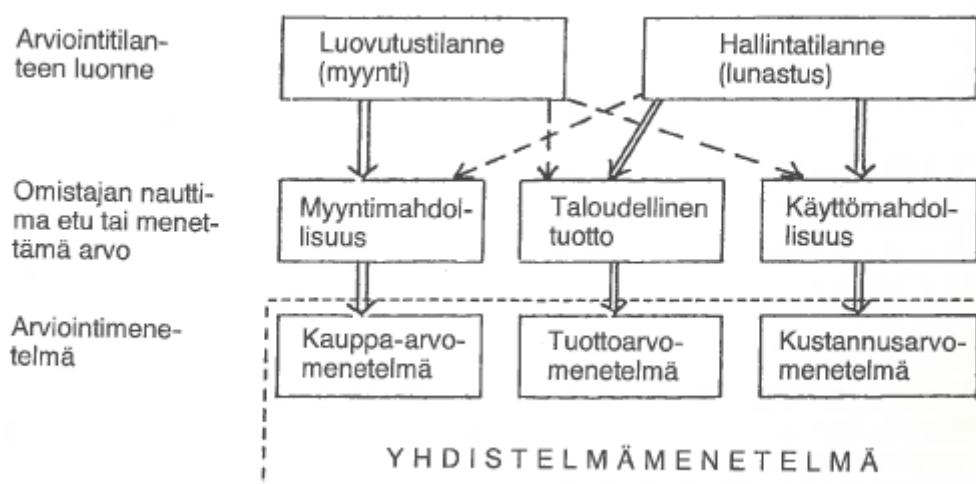 Arviointitilan-
teen luonne
Luovutustilanne
(myynti)
Hallintatilanne
(lunastus)
Omistajan nautti-
ma etu tai menet-
tämä arvo
Myyntimahdol-
lisuus
Taloudellinen
tuotto
Käyttömahdol-
lisuus
Arviointimene-
telmä
Kauppa-arvo-
menetelmä
Tuottoarvo-
menetelmä
Kustannusarvo-
menetelmä
YHDISTELMÄMENETELMÄ